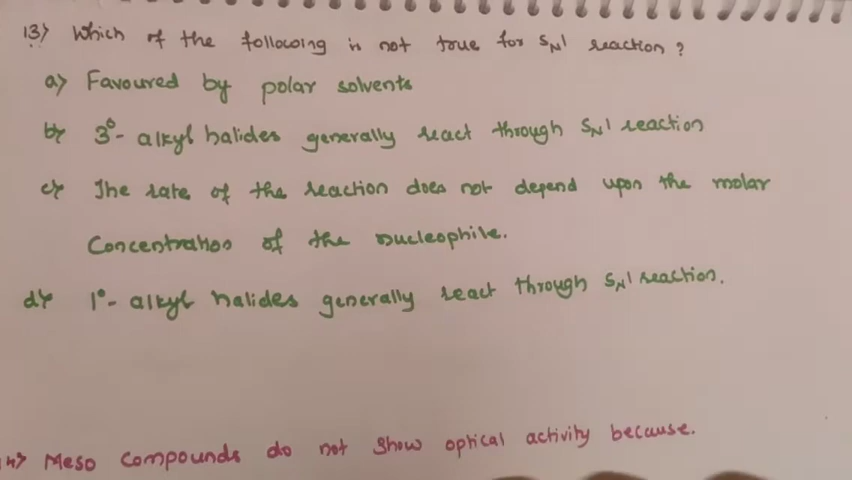 13) Which of the following is not true for SN1 reaction?
a) Favoured by polar solvents
b) 3°- alkyl halides generally react through SN1 reaction
c) The rate of the reaction does not depend upon the molar
Concentration of the nucleophile.
d) 1°- alkyl halides generally react through SN1 reaction.
14) Meso compounds do not show optical activity because.